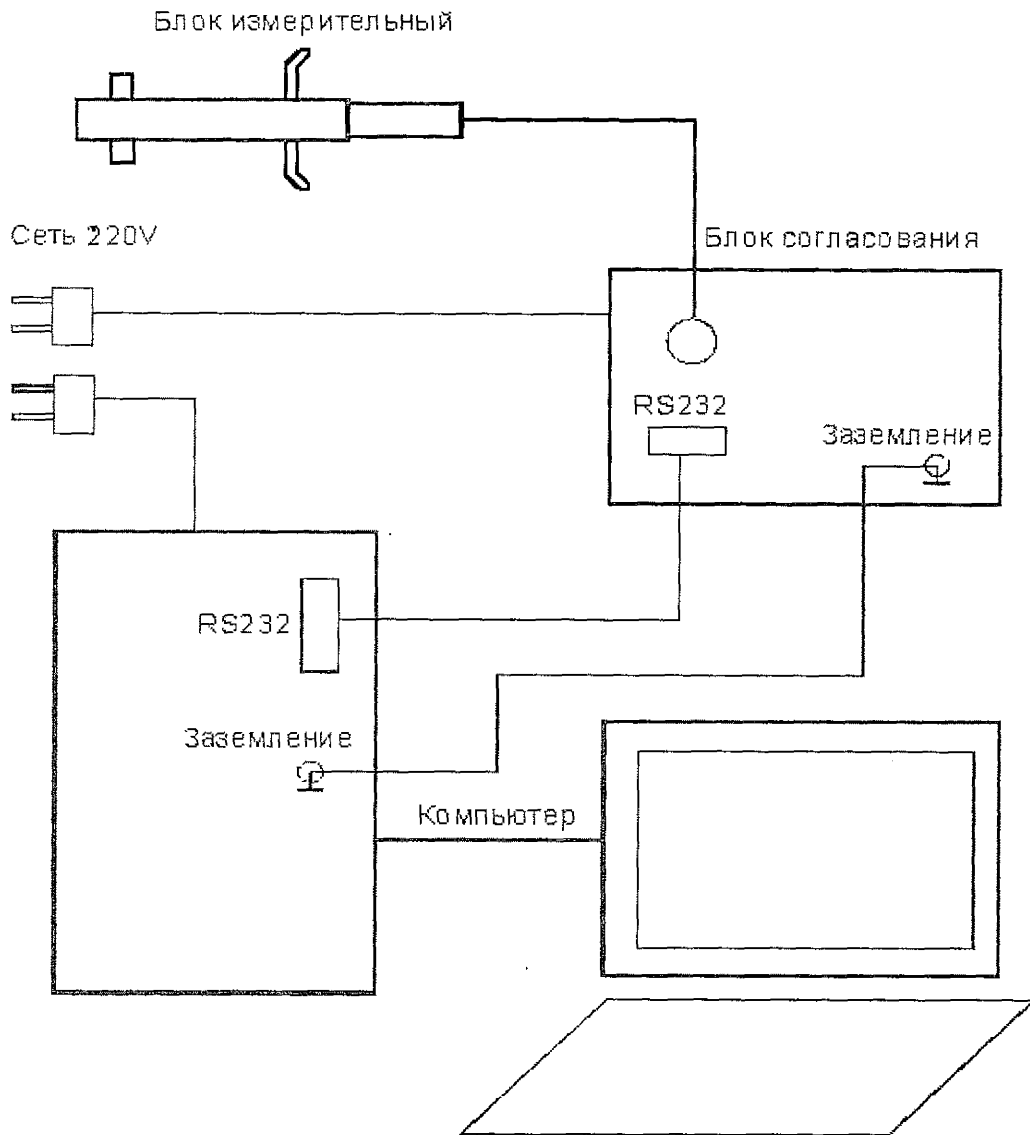 Блок измерительный
Сеть 220V
Блок согласования
RS232
Заземление
RS232
Заземление
Компьютер